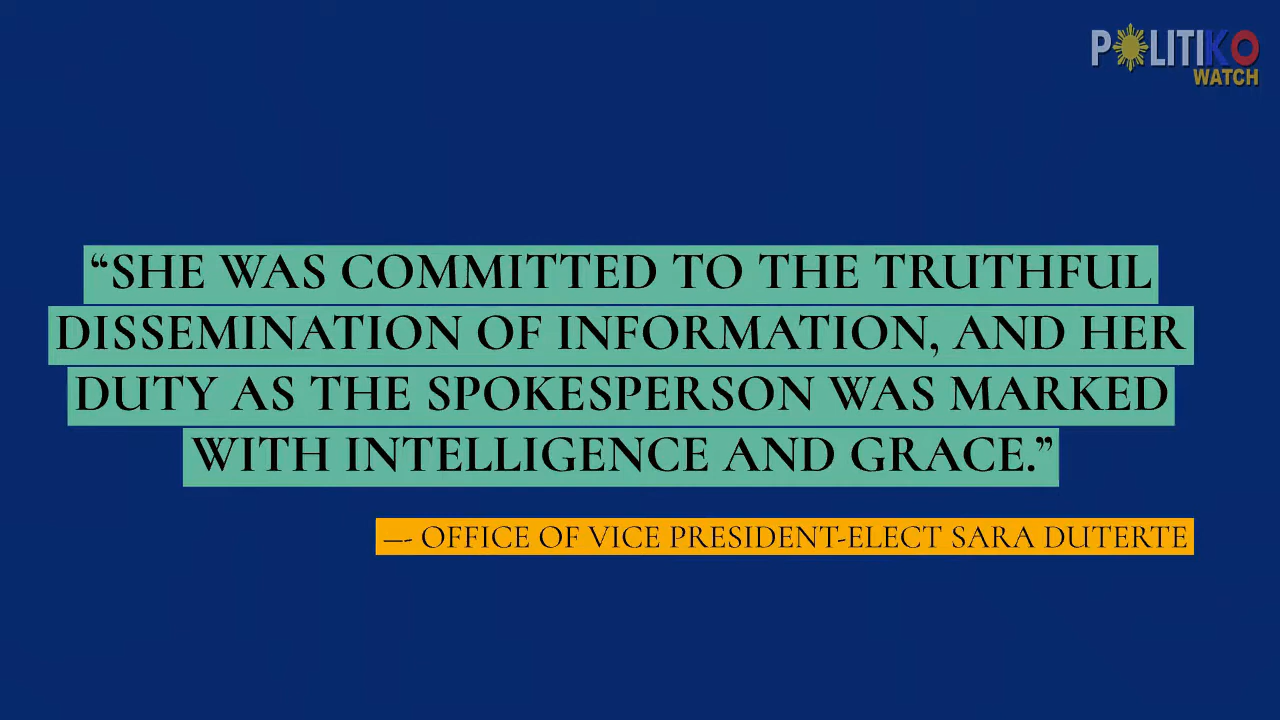 POLITIKO
WATCH
“SHE WAS COMMITTED TO THE TRUTHFUL
DISSEMINATION OF INFORMATION, AND HER
DUTY AS THE SPOKESPERSON WAS MARKED
WITH INTELLIGENCE AND GRACE.”
—- OFFICE OF VICE PRESIDENT-ELECT SARA DUTERTE